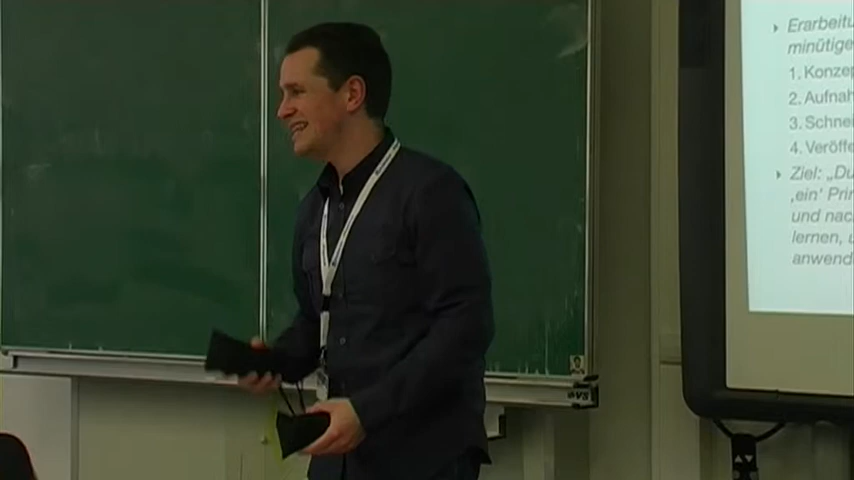 Erarbeitu
minütige
1. Konzep
2. Aufnah
3. Schnei
4. Veröffe
Ziel: „Du
‚ein' Prin
und nac
lernen, u
anwend